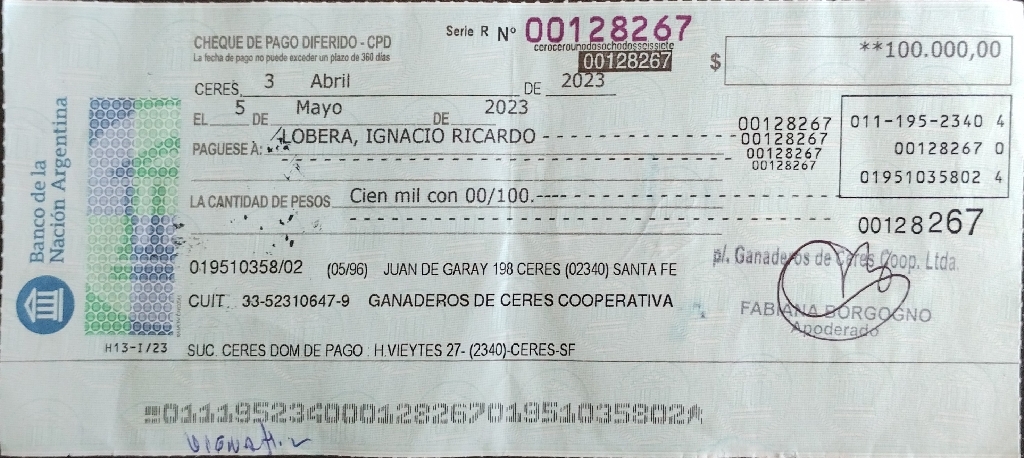 Serie R Nº 00128267
cerocerounodosochodosseissiete
00128267
CHEQUE DE PAGO DIFERIDO - CPD
La fecha de pago no puede exceder un plazo de 360 días
$ **100.000,00
CERES, 3 Abril DE 2023
EL 5 DE Mayo DE 2023
PAGUESE A: LOBERA, IGNACIO RICARDO
00128267
00128267
00128267
00128267
011-195-2340 4
00128267 0
01951035802 4
LA CANTIDAD DE PESOS Cien mil con 00/100.
00128267
Banco de la
Nación Argentina
019510358/02 (05/96) JUAN DE GARAY 198 CERES (02340) SANTA FE
CUIT: 33-52310647-9 GANADEROS DE CERES COOPERATIVA
p/. Ganaderos de Ceres Coop. Ltda.
FABIANA BORGOGNO
Apoderado
H13-I/23
SUC. CERES DOM DE PAGO : H.VIEYTES 27- (2340)-CERES-SF
01119523400012826701951035802